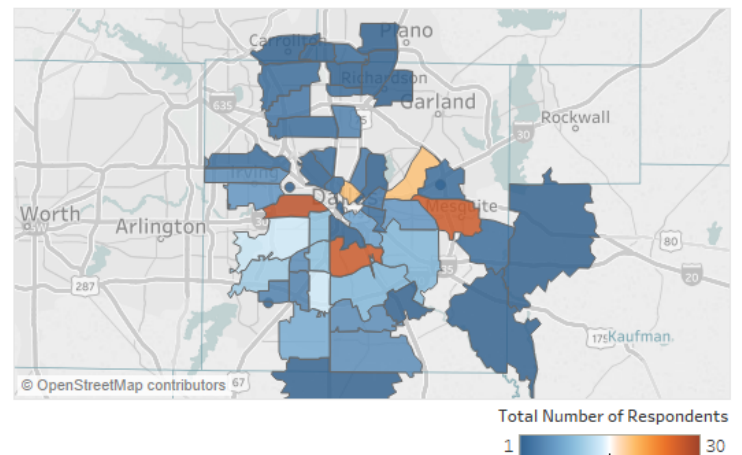 Plano
Carrollton
Richardson
635
75
Garland
Rockwall
30
Irving
Dallas
Mesquite
Worth
Arlington
30
80
35
20
287
175
Kaufman
67
© OpenStreetMap contributors
Total Number of Respondents
1
30